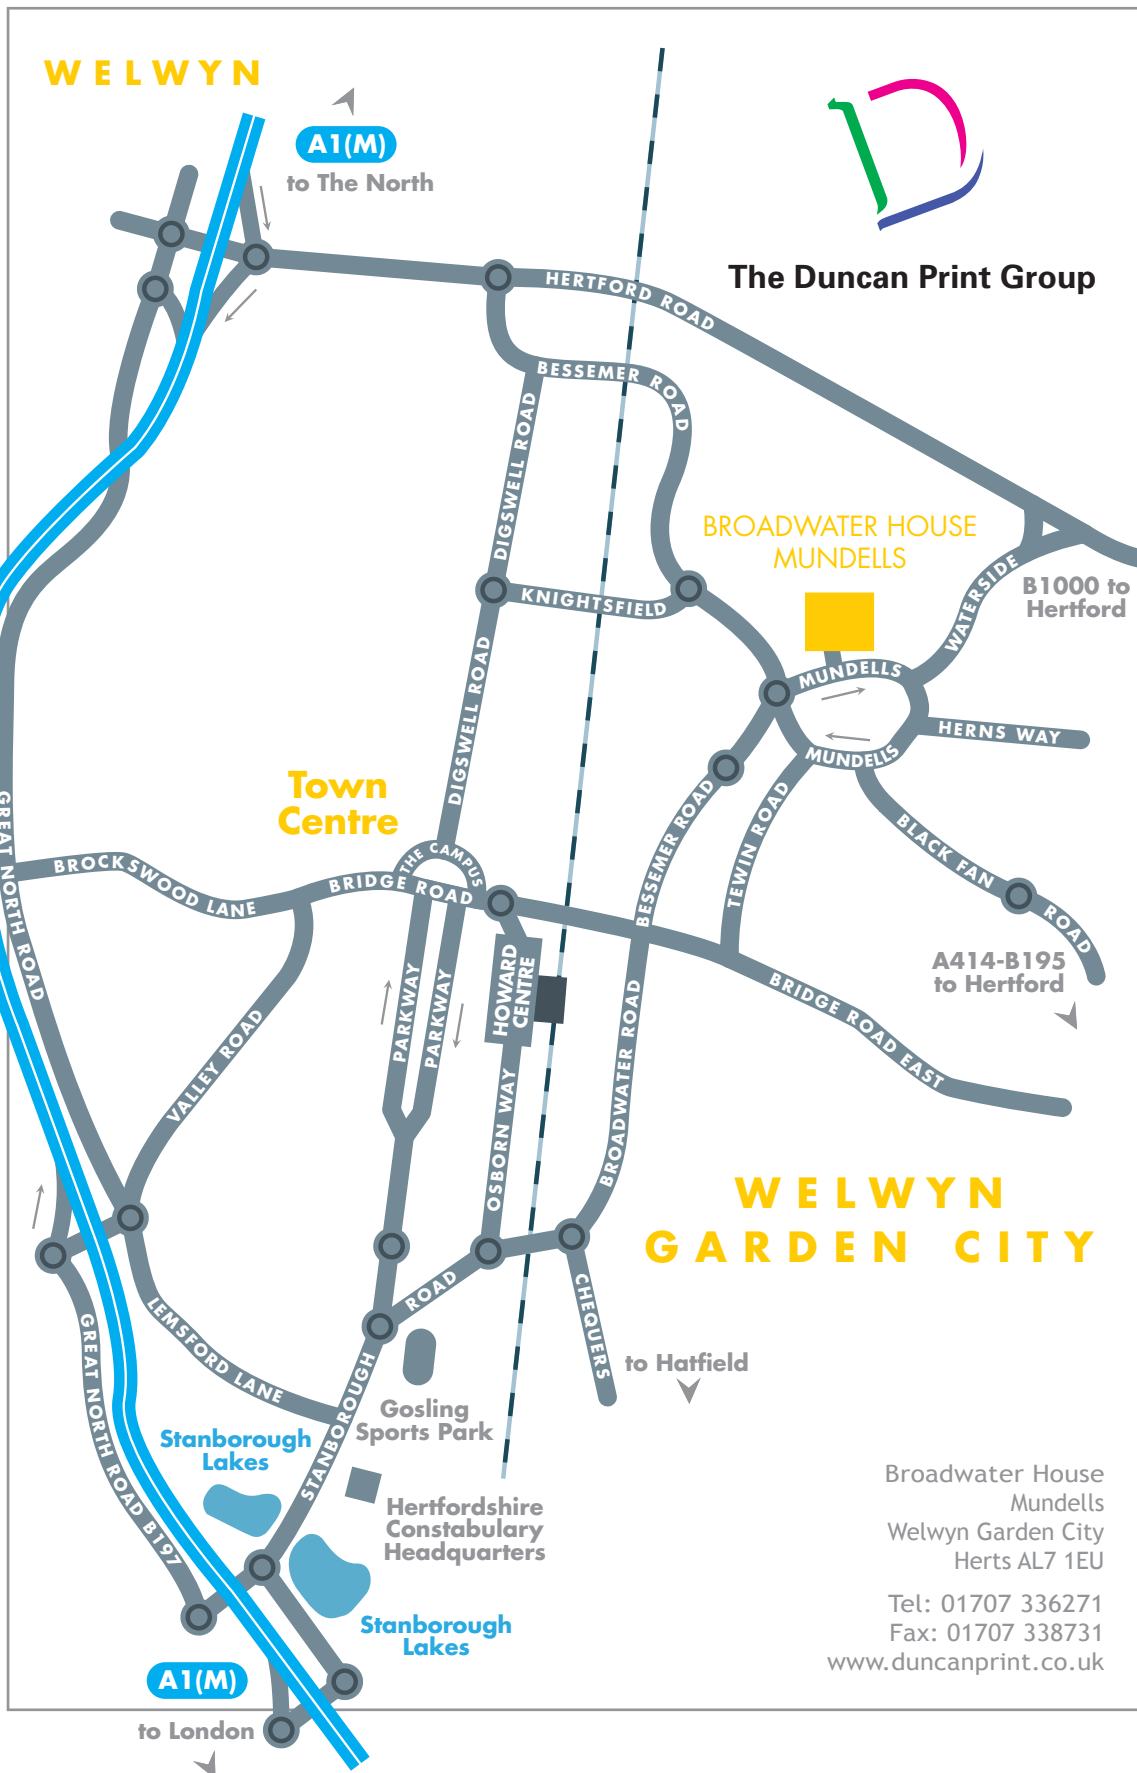 WELWYN
A1(M)
to The North
The Duncan Print Group
HERTFORD ROAD
BESSEMER ROAD
DIGSWELL ROAD
BROADWATER HOUSE
MUNDELLS
WATERSIDE
B1000 to
Hertford
KNIGHTSFIELD
MUNDELLS
HERNS WAY
MUNDELLS
DIGSWELL ROAD
Town
Centre
GREAT NORTH ROAD
BROCKSWOOD LANE
THE CAMPUS
BRIDGE ROAD
BESSEMER ROAD
TEWIN ROAD
BLACK FAN ROAD
A414-B195
to Hertford
HOWARD
CENTRE
PARKWAY
PARKWAY
VALLEY ROAD
BRIDGE ROAD EAST
BROADWATER ROAD
OSBORN WAY
WELWYN
GARDEN CITY
CHEQUERS
to Hatfield
STANBOROUGH ROAD
LEMSFORD LANE
GREAT NORTH ROAD B197
Gosling
Sports Park
Stanborough
Lakes
Hertfordshire
Constabulary
Headquarters
Stanborough
Lakes
A1(M)
to London
Broadwater House
Mundells
Welwyn Garden City
Herts AL7 1EU
Tel: 01707 336271
Fax: 01707 338731
www.duncanprint.co.uk